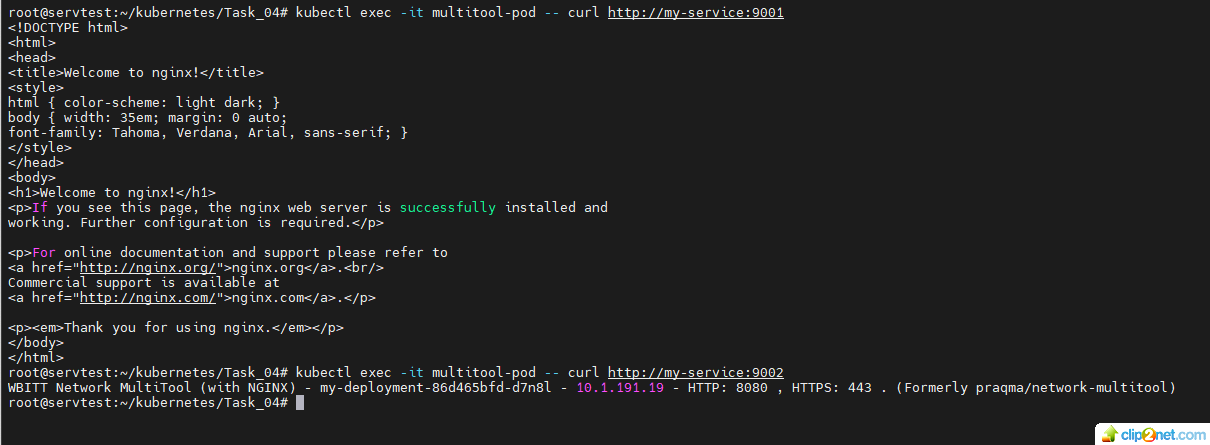 root@servtest:~/kubernetes/Task_04# kubectl exec -it multitool-pod -- curl http://my-service:9001
<!DOCTYPE html>
<html>
<head>
<title>Welcome to nginx!</title>
<style>
html { color-scheme: light dark; }
body { width: 35em; margin: 0 auto;
font-family: Tahoma, Verdana, Arial, sans-serif; }
</style>
</head>
<body>
<h1>Welcome to nginx!</h1>
<p>If you see this page, the nginx web server is successfully installed and
working. Further configuration is required.</p>

<p>For online documentation and support please refer to
<a href="http://nginx.org/">nginx.org</a>.<br/>
Commercial support is available at
<a href="http://nginx.com/">nginx.com</a>.</p>

<p><em>Thank you for using nginx.</em></p>
</body>
</html>
root@servtest:~/kubernetes/Task_04# kubectl exec -it multitool-pod -- curl http://my-service:9002
WBITT Network MultiTool (with NGINX) - my-deployment-86d465bfd-d7n8l - 10.1.191.19 - HTTP: 8080 , HTTPS: 443 . (Formerly praqma/network-multitool)
root@servtest:~/kubernetes/Task_04#
clip2net.com